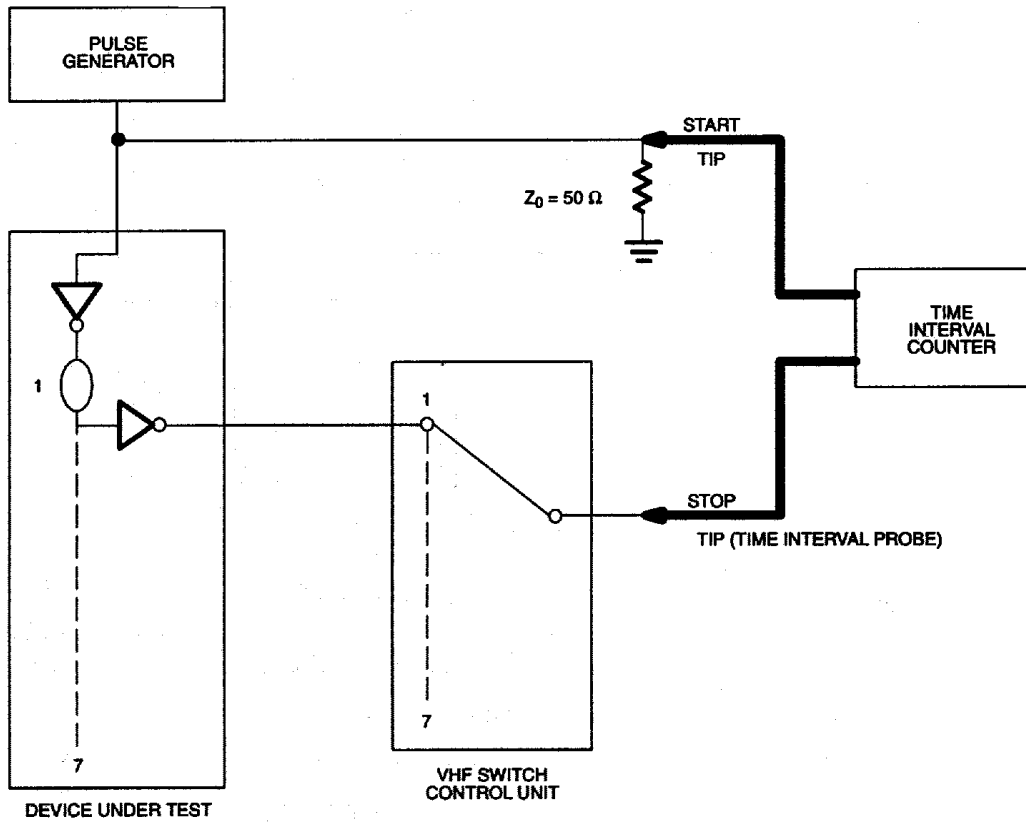 PULSE
GENERATOR
START
TIP
Z0 = 50 Ω
TIME
INTERVAL
COUNTER
1
1
STOP
TIP (TIME INTERVAL PROBE)
7
7
VHF SWITCH
CONTROL UNIT
DEVICE UNDER TEST